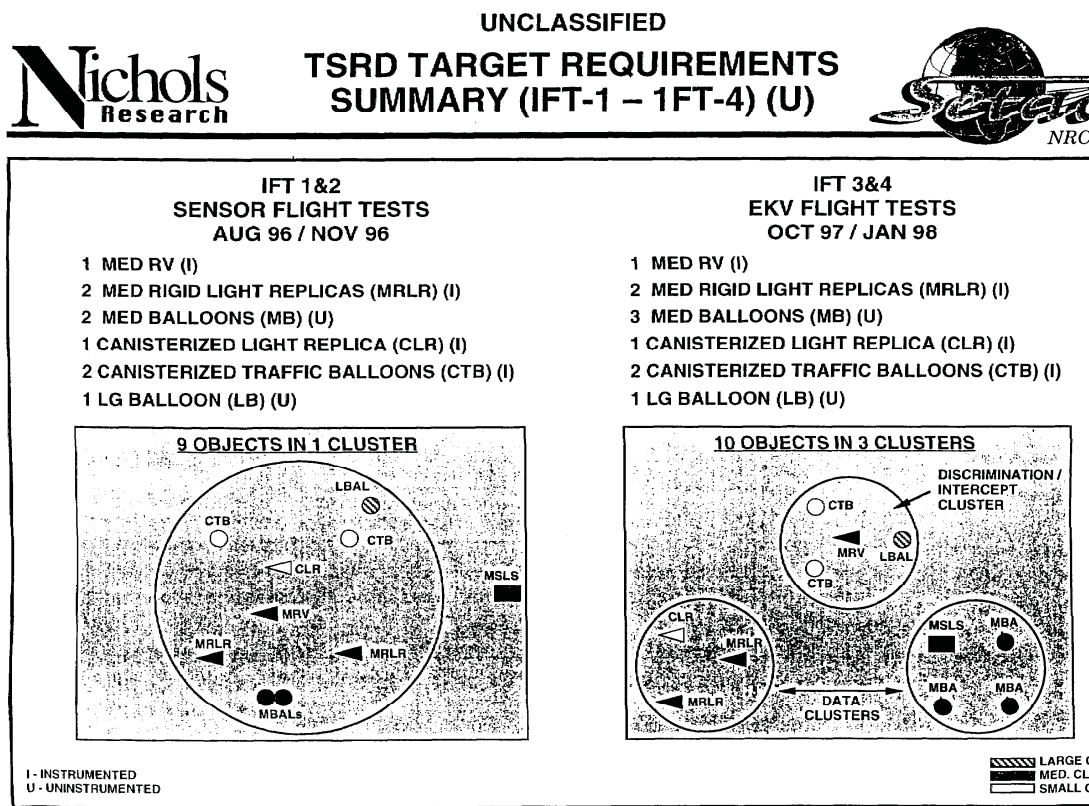 UNCLASSIFIED
Nichols
Research
TSRD TARGET REQUIREMENTS
SUMMARY (IFT-1 – 1FT-4) (U)
NRC
IFT 1&2
SENSOR FLIGHT TESTS
AUG 96 / NOV 96
1 MED RV (I)
2 MED RIGID LIGHT REPLICAS (MRLR) (I)
2 MED BALLOONS (MB) (U)
1 CANISTERIZED LIGHT REPLICA (CLR) (I)
2 CANISTERIZED TRAFFIC BALLOONS (CTB) (I)
1 LG BALLOON (LB) (U)
9 OBJECTS IN 1 CLUSTER
LBAL
CTB
CTB
CLR
MSLS
MRV
MRLR
MRLR
MBALs
IFT 3&4
EKV FLIGHT TESTS
OCT 97 / JAN 98
1 MED RV (I)
2 MED RIGID LIGHT REPLICAS (MRLR) (I)
3 MED BALLOONS (MB) (U)
1 CANISTERIZED LIGHT REPLICA (CLR) (I)
2 CANISTERIZED TRAFFIC BALLOONS (CTB) (I)
1 LG BALLOON (LB) (U)
10 OBJECTS IN 3 CLUSTERS
DISCRIMINATION /
INTERCEPT
CLUSTER
CTB
MRV
LBAL
CTB
CLR
MRLR
MRLR
MSLS
MBA
MBA
MBA
DATA
CLUSTERS
I - INSTRUMENTED
U - UNINSTRUMENTED
LARGE
MED. CL
SMALL